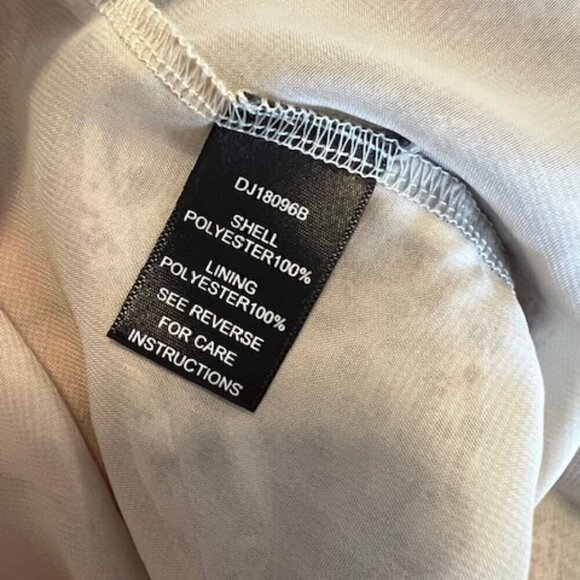 DJ18096B
SHELL
POLYESTER100%
LINING
POLYESTER100%
SEE REVERSE
FOR CARE
INSTRUCTIONS